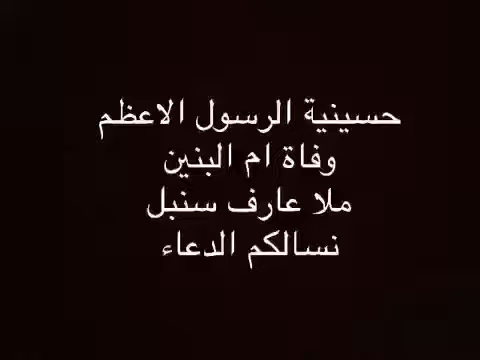 حسينية الرسول الاعظم
وفاة ام البنين
ملا عارف سنبل
نسالكم الدعاء